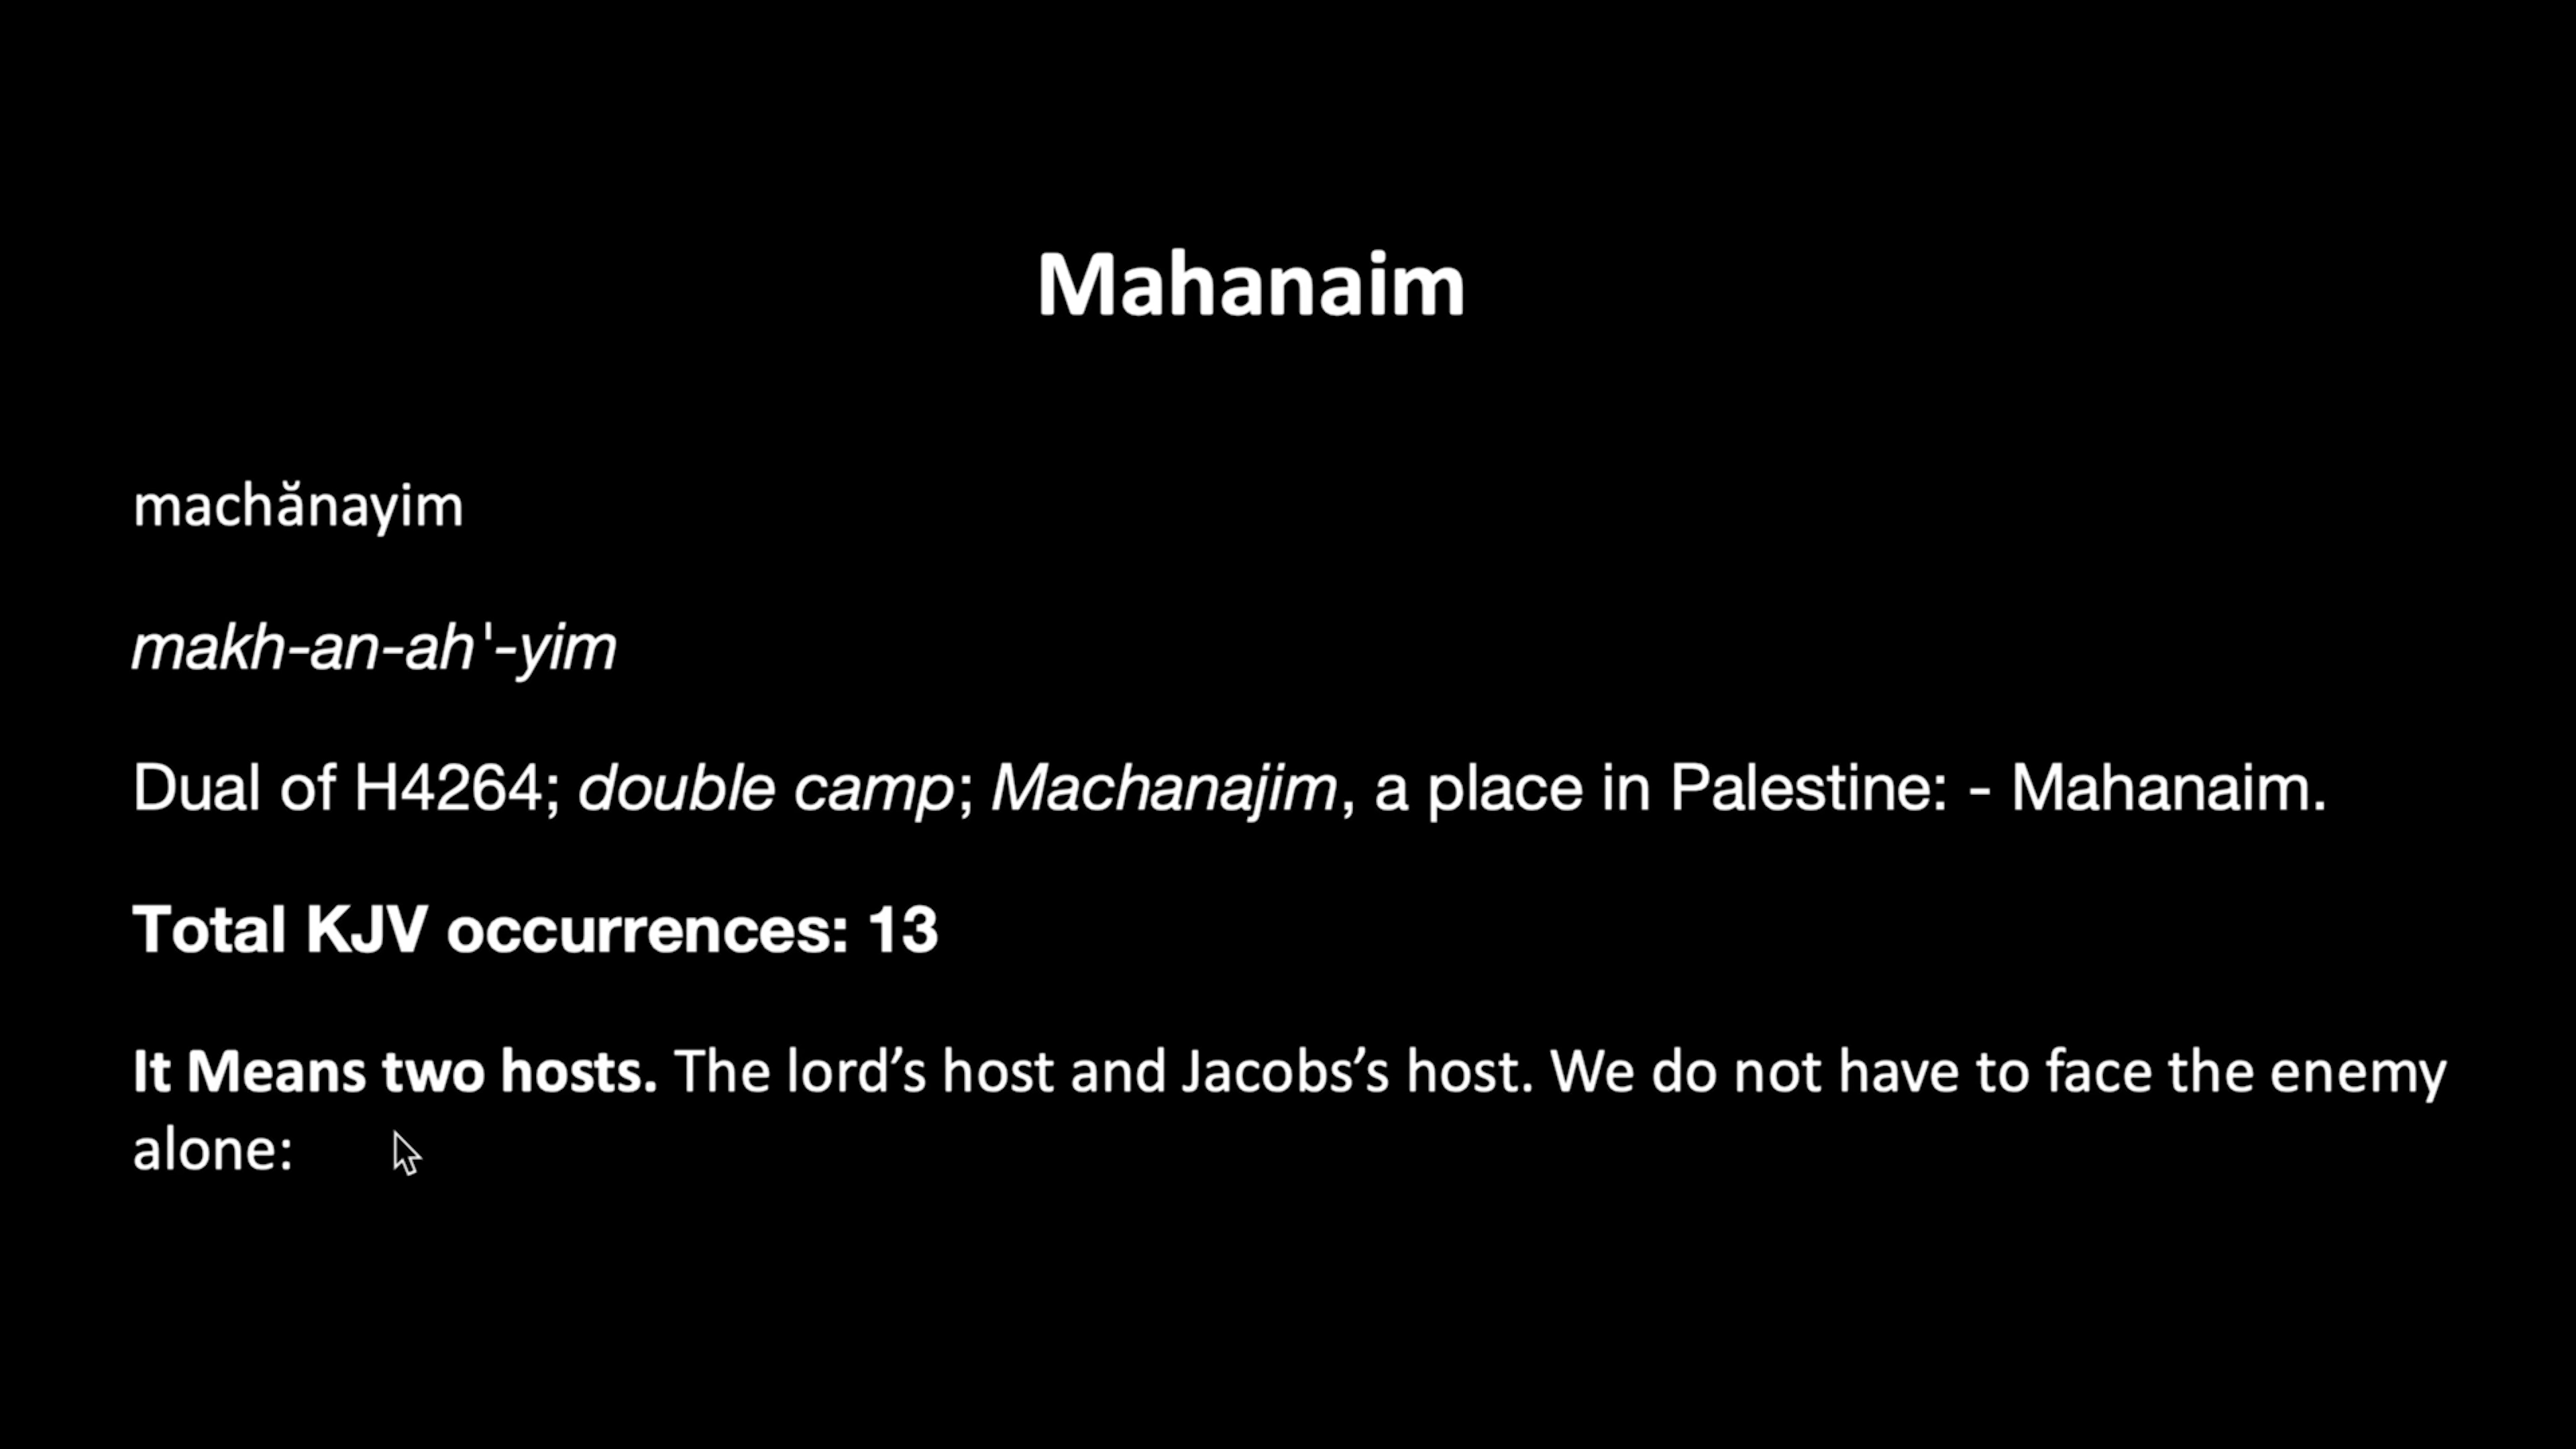 Mahanaim
machănayim
makh-an-ah'-yim
Dual of H4264; double camp; Machanajim, a place in Palestine: - Mahanaim.
Total KJV occurrences: 13
It Means two hosts. The lord’s host and Jacobs’s host. We do not have to face the enemy
alone: